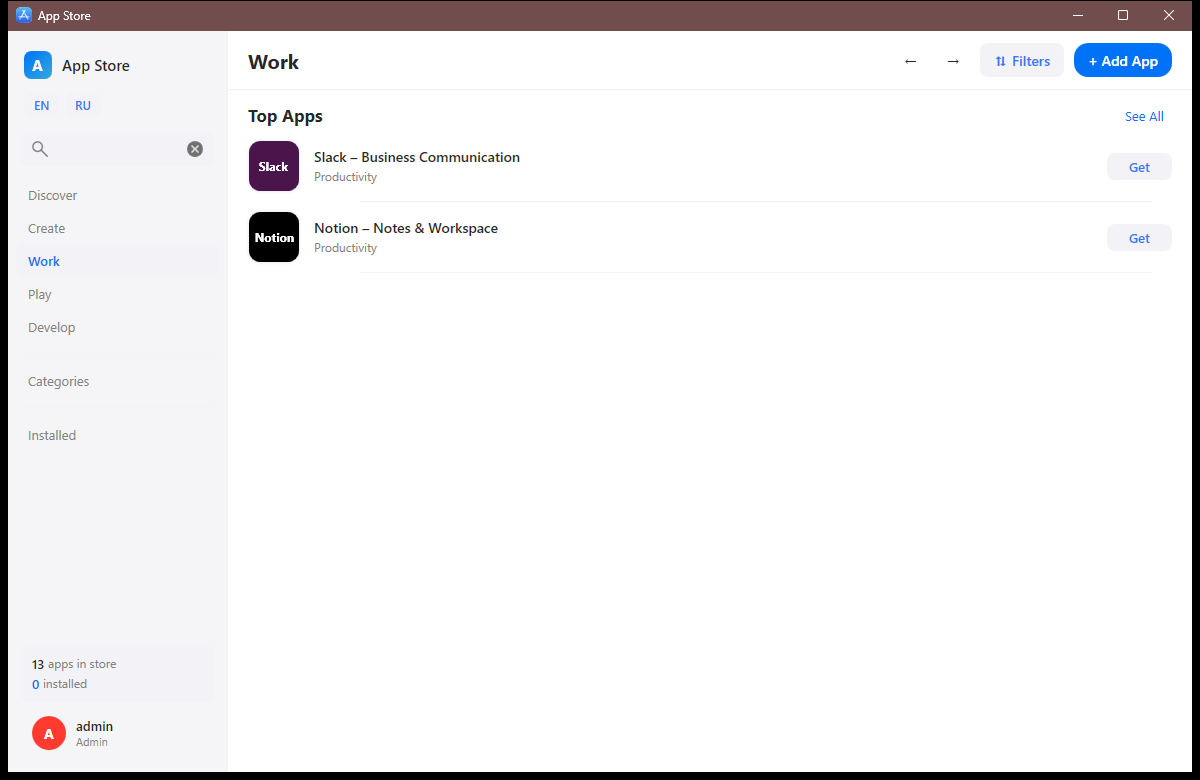 App Store
A App Store
EN RU
Discover
Create
Work
Play
Develop
Categories
Installed
13 apps in store
0 installed
A
admin
Admin
Work
← → ⇅ Filters + Add App
Top Apps See All
Slack
Slack – Business Communication
Productivity
Get
Notion
Notion – Notes & Workspace
Productivity
Get